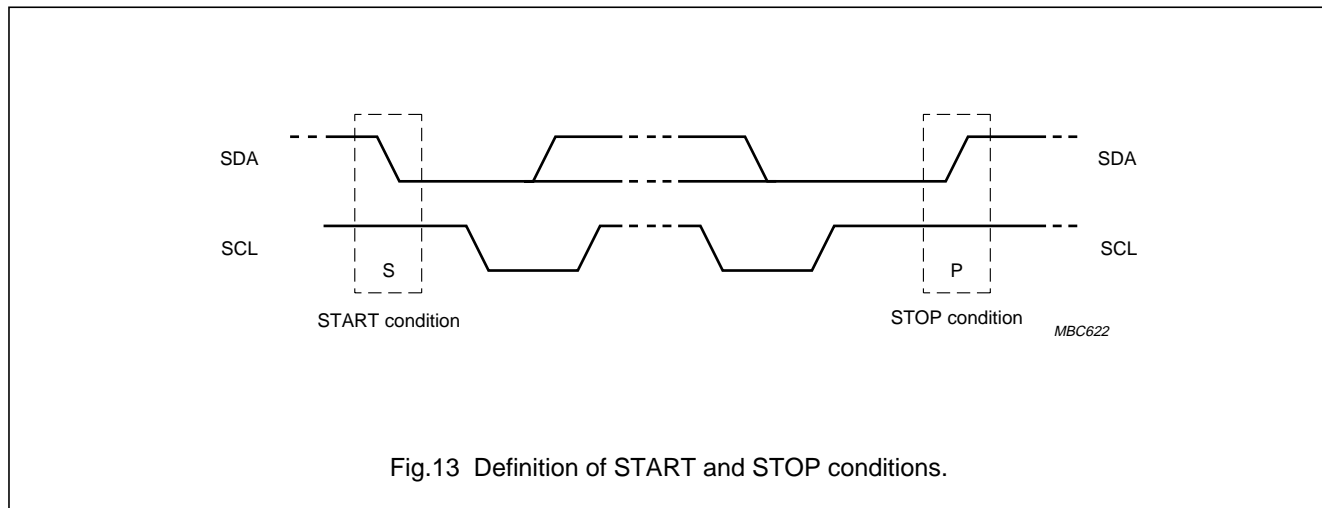 SDA
SDA
SCL
SCL
S
P
START condition
STOP condition
MBC622
Fig.13 Definition of START and STOP conditions.